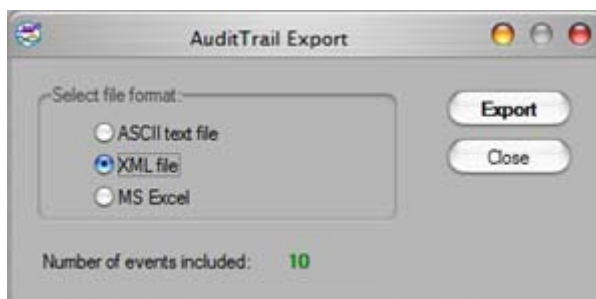 AuditTrail Export
Select file format:
ASCII text file
XML file
MS Excel
Export
Close
Number of events included: 10